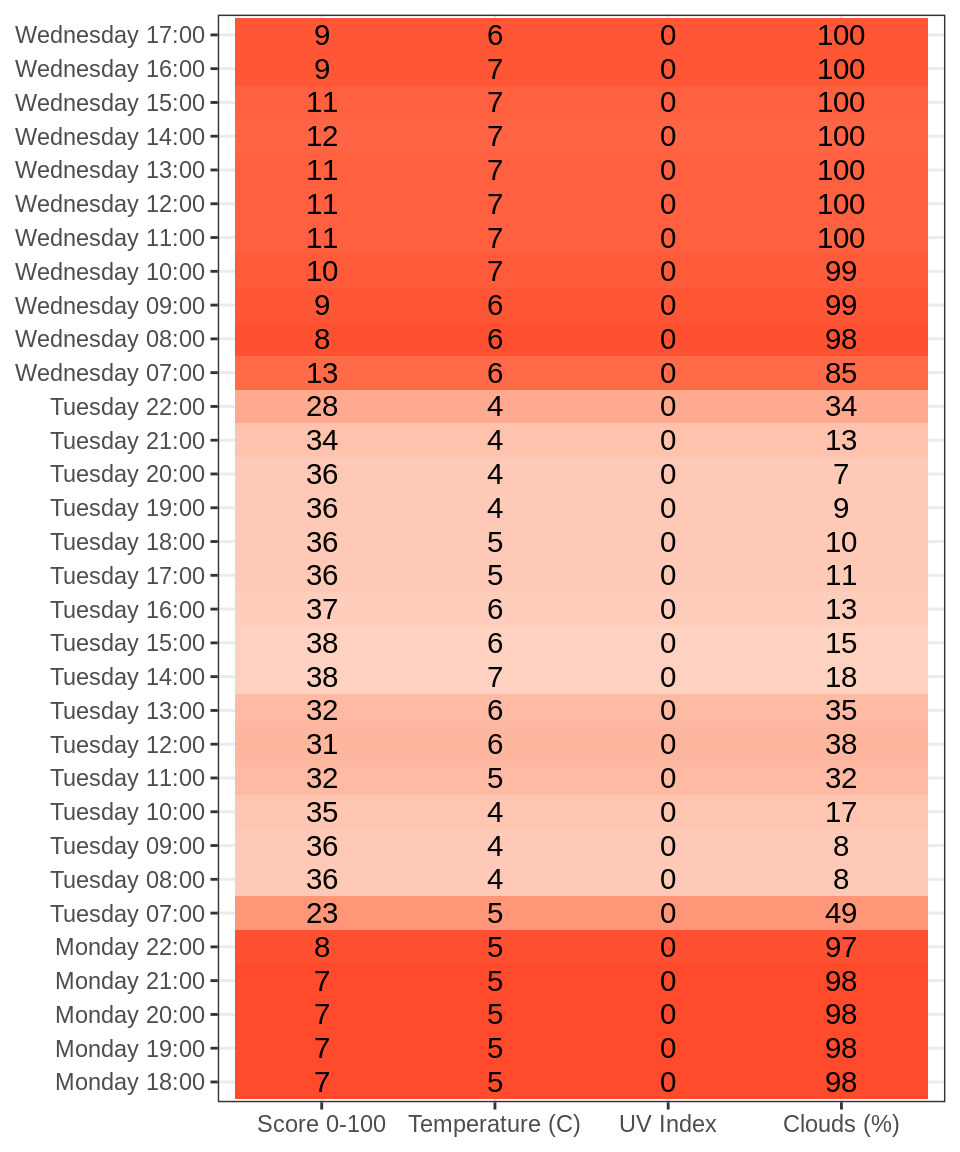 Wednesday 17:00 9 6 0 100
Wednesday 16:00 9 7 0 100
Wednesday 15:00 11 7 0 100
Wednesday 14:00 12 7 0 100
Wednesday 13:00 11 7 0 100
Wednesday 12:00 11 7 0 100
Wednesday 11:00 11 7 0 100
Wednesday 10:00 10 7 0 99
Wednesday 09:00 9 6 0 99
Wednesday 08:00 8 6 0 98
Wednesday 07:00 13 6 0 85
Tuesday 22:00 28 4 0 34
Tuesday 21:00 34 4 0 13
Tuesday 20:00 36 4 0 7
Tuesday 19:00 36 4 0 9
Tuesday 18:00 36 5 0 10
Tuesday 17:00 36 5 0 11
Tuesday 16:00 37 6 0 13
Tuesday 15:00 38 6 0 15
Tuesday 14:00 38 7 0 18
Tuesday 13:00 32 6 0 35
Tuesday 12:00 31 6 0 38
Tuesday 11:00 32 5 0 32
Tuesday 10:00 35 4 0 17
Tuesday 09:00 36 4 0 8
Tuesday 08:00 36 4 0 8
Tuesday 07:00 23 5 0 49
Monday 22:00 8 5 0 97
Monday 21:00 7 5 0 98
Monday 20:00 7 5 0 98
Monday 19:00 7 5 0 98
Monday 18:00 7 5 0 98
Score 0-100 Temperature (C) UV Index Clouds (%)